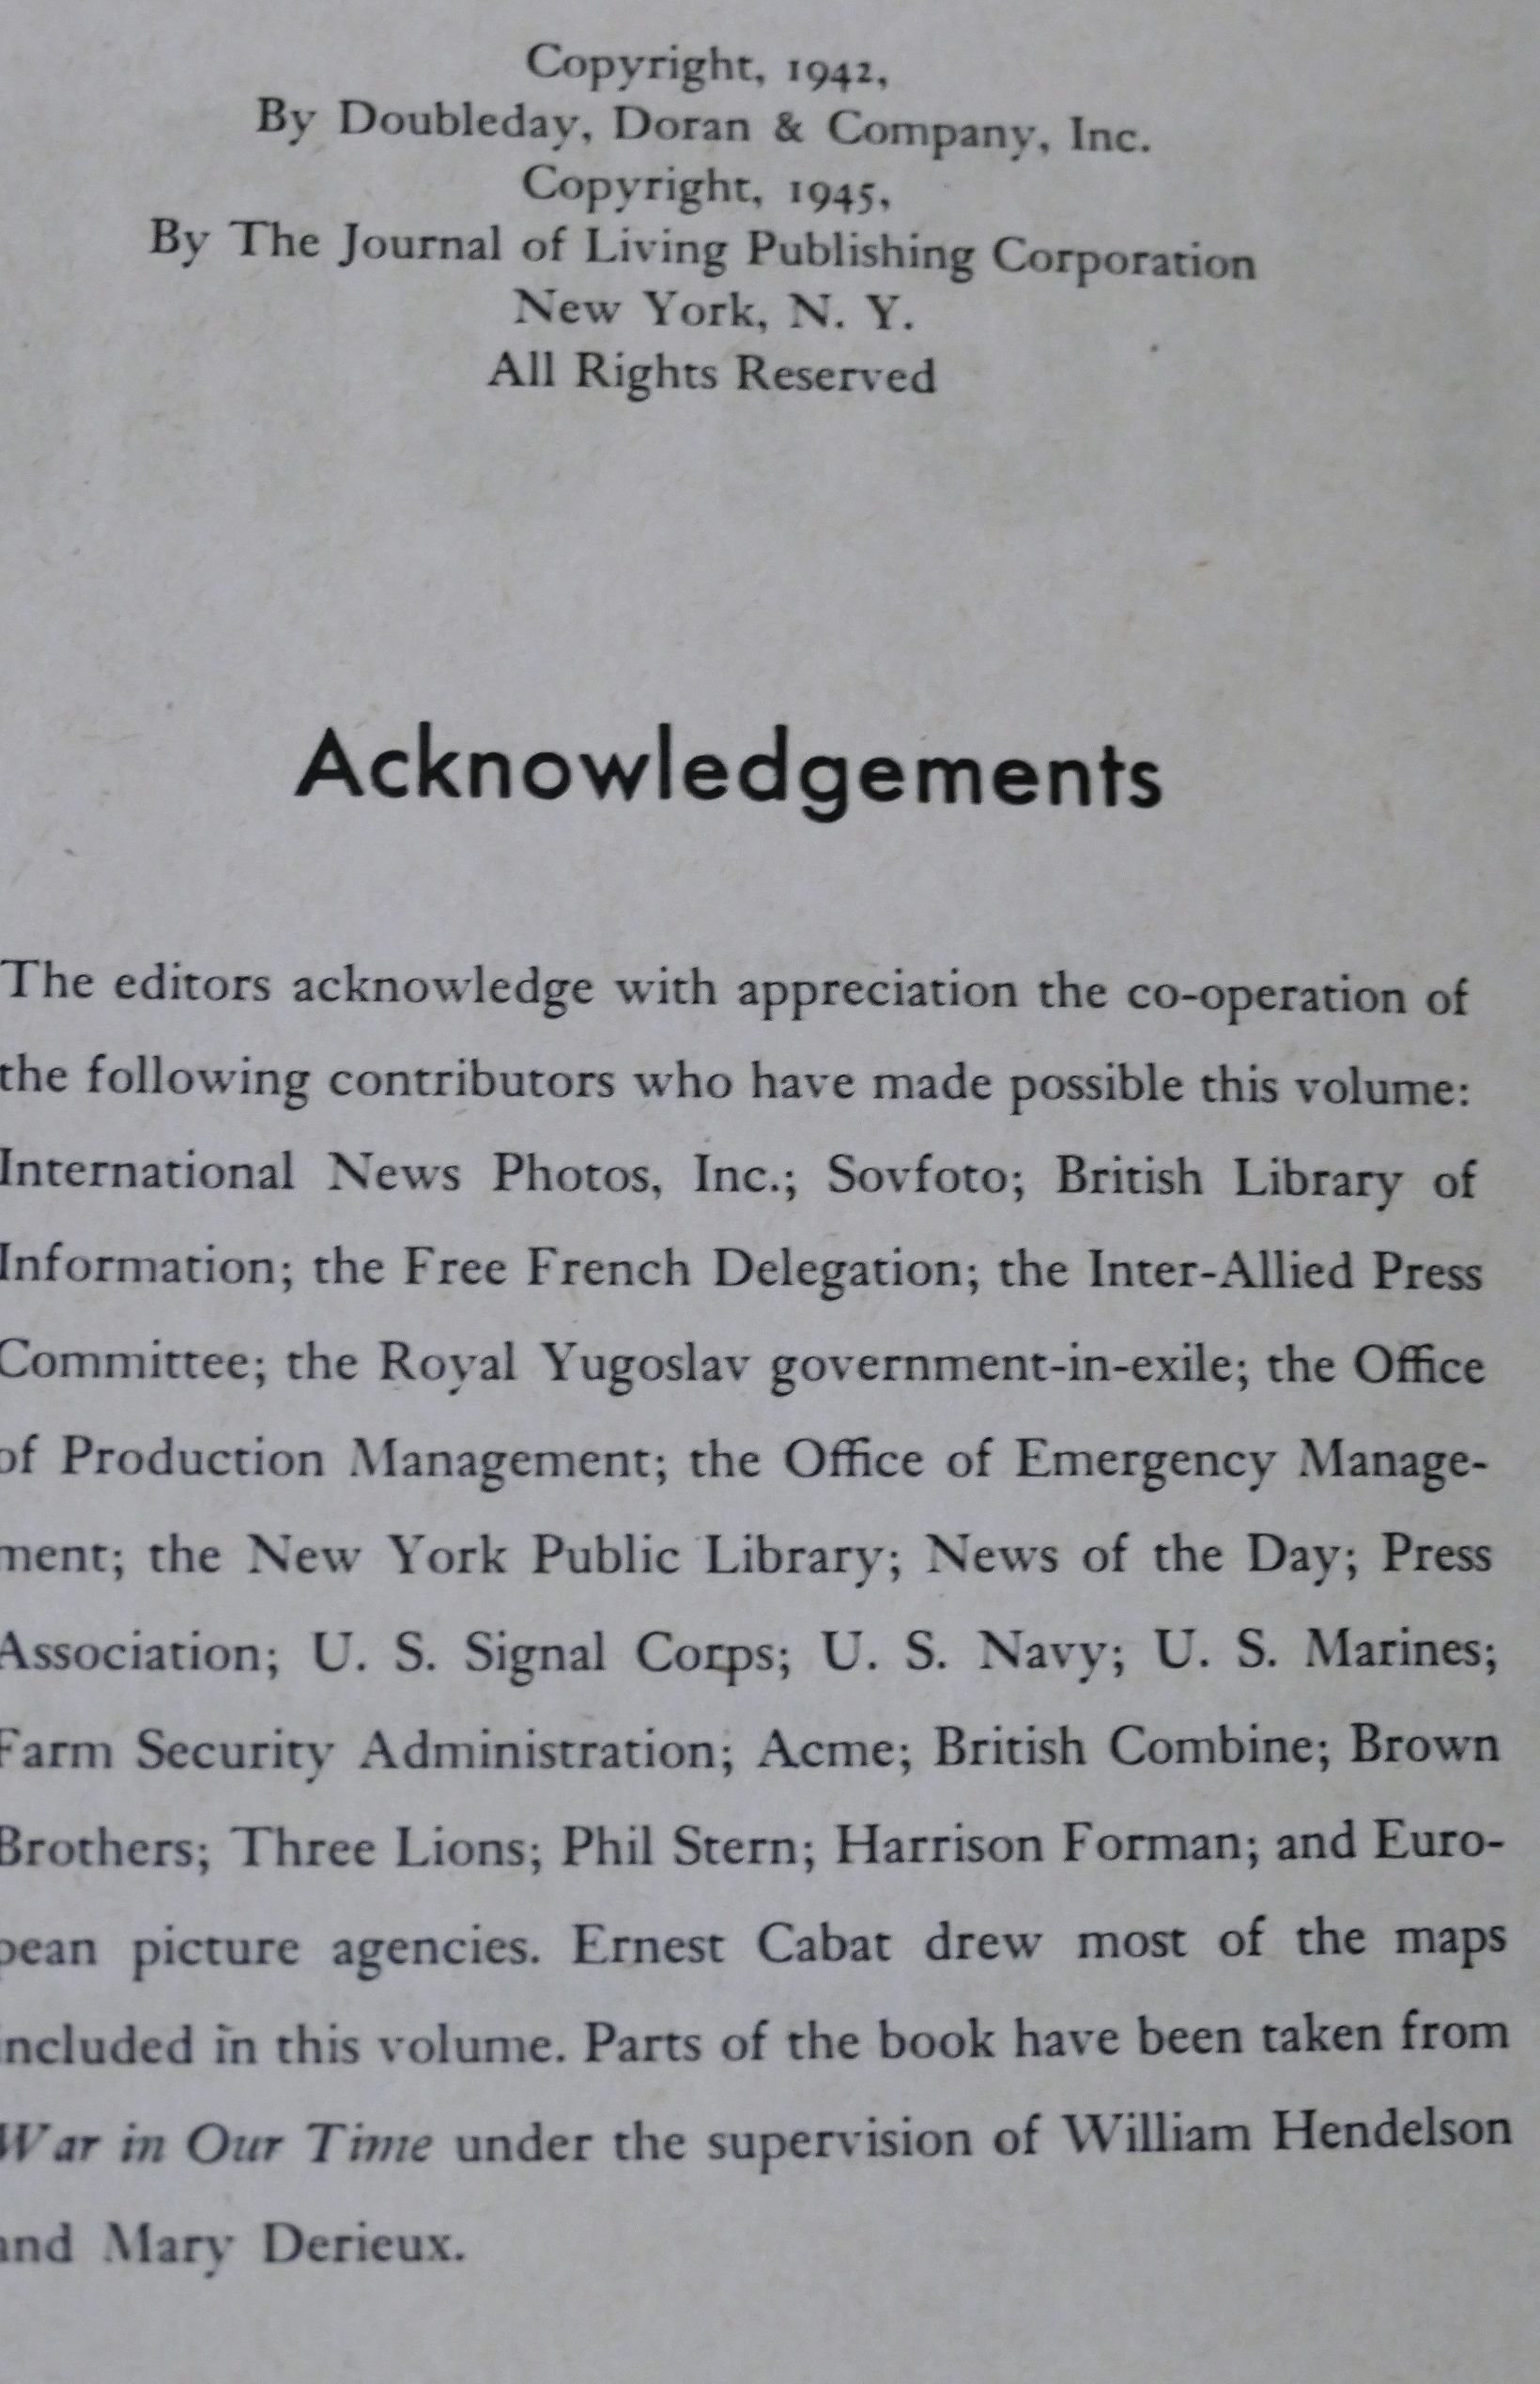 Copyright, 1942,
By Doubleday, Doran & Company, Inc.
Copyright, 1945,
By The Journal of Living Publishing Corporation
New York, N. Y.
All Rights Reserved
Acknowledgements
The editors acknowledge with appreciation the co-operation of
the following contributors who have made possible this volume:
International News Photos, Inc.; Sovfoto; British Library of
Information; the Free French Delegation; the Inter-Allied Press
Committee; the Royal Yugoslav government-in-exile; the Office
of Production Management; the Office of Emergency Manage-
ment; the New York Public Library; News of the Day; Press
Association; U. S. Signal Corps; U. S. Navy; U. S. Marines;
Farm Security Administration; Acme; British Combine; Brown
Brothers; Three Lions; Phil Stern; Harrison Forman; and Euro-
pean picture agencies. Ernest Cabat drew most of the maps
included in this volume. Parts of the book have been taken from
War in Our Time under the supervision of William Hendelson
and Mary Derieux.